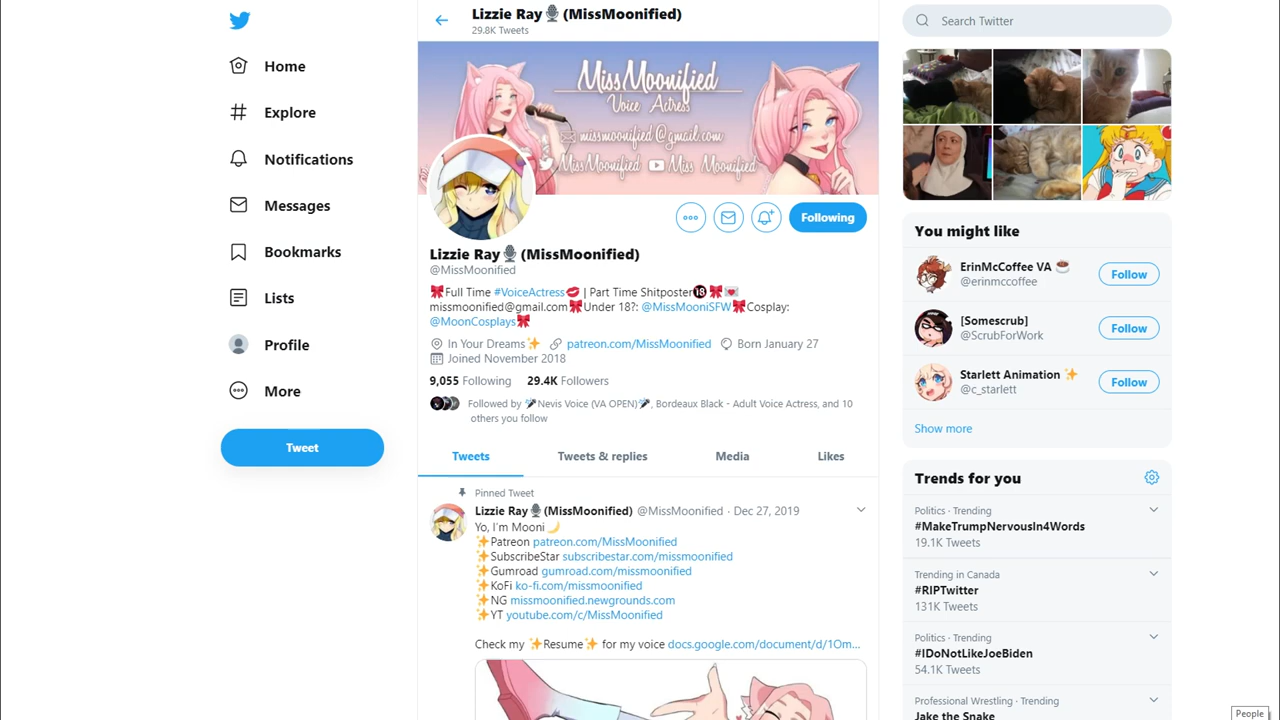 Home
Explore
Notifications
Messages
Bookmarks
Lists
Profile
More
Tweet
Lizzie Ray🎙️(MissMoonified)
29.8K Tweets
MissMoonified
Voice Actress
missmoonified@gmail.com
MissMoonified Miss Moonified
Following
Lizzie Ray🎙️(MissMoonified)
@MissMoonified
🎀Full Time #VoiceActress💋 | Part Time Shitposter🔞🎀💌
missmoonified@gmail.com🎀Under 18?: @MissMooniSFW🎀Cosplay:
@MoonCosplays🎀
In Your Dreams✨ patreon.com/MissMoonified Born January 27
Joined November 2018
9,055 Following 29.4K Followers
Followed by 🎤Nevis Voice (VA OPEN)🎤, Bordeaux Black - Adult Voice Actress, and 10
others you follow
Tweets Tweets & replies Media Likes
Pinned Tweet
Lizzie Ray🎙️(MissMoonified) @MissMoonified · Dec 27, 2019
Yo, I'm Mooni🌙
✨Patreon patreon.com/MissMoonified
✨SubscribeStar subscribestar.com/missmoonified
✨Gumroad gumroad.com/missmoonified
✨KoFi ko-fi.com/missmoonified
✨NG missmoonified.newgrounds.com
✨YT youtube.com/c/MissMoonified
Check my ✨Resume✨ for my voice docs.google.com/document/d/1Om...
Search Twitter
You might like
ErinMcCoffee VA ☕
@erinmccoffee
Follow
[Somescrub]
@ScrubForWork
Follow
Starlett Animation ✨
@c_starlett
Follow
Show more
Trends for you
Politics · Trending
#MakeTrumpNervousIn4Words
19.1K Tweets
Trending in Canada
#RIPTwitter
131K Tweets
Politics · Trending
#IDoNotLikeJoeBiden
54.1K Tweets
Professional Wrestling · Trending
Jake the Snake
People